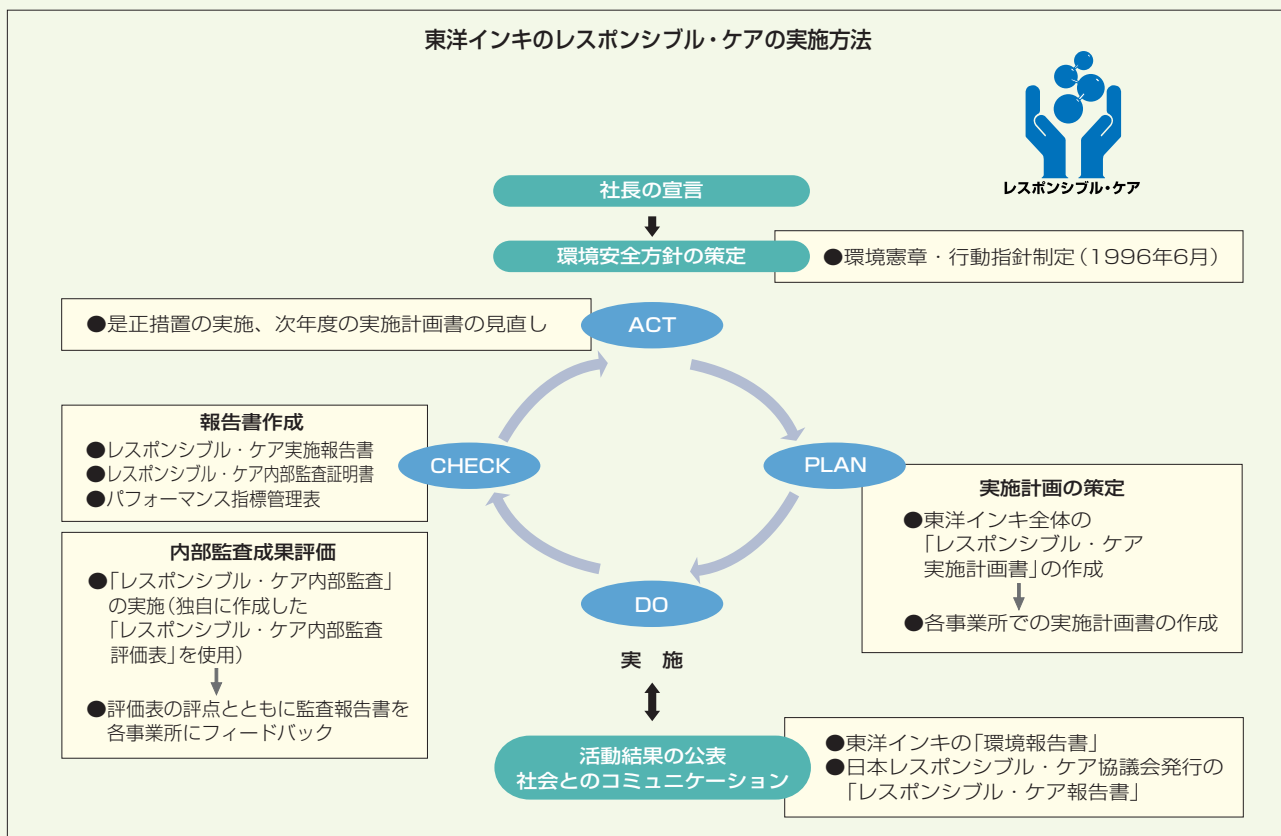 東洋インキのレスポンシブル・ケアの実施方法
レスポンシブル・ケア
社長の宣言
環境安全方針の策定
●環境憲章・行動指針制定(1996年6月)
●是正措置の実施、次年度の実施計画書の見直し
ACT
報告書作成
●レスポンシブル・ケア実施報告書
●レスポンシブル・ケア内部監査証明書
●パフォーマンス指標管理表
CHECK
PLAN
実施計画の策定
●東洋インキ全体の
「レスポンシブル・ケア
実施計画書」の作成
●各事業所での実施計画書の作成
内部監査成果評価
●「レスポンシブル・ケア内部監査」
の実施(独自に作成した
「レスポンシブル・ケア内部監査
評価表」を使用)
●評価表の評点とともに監査報告書を
各事業所にフィードバック
DO
実 施
活動結果の公表
社会とのコミュニケーション
●東洋インキの「環境報告書」
●日本レスポンシブル・ケア協議会発行の
「レスポンシブル・ケア報告書」